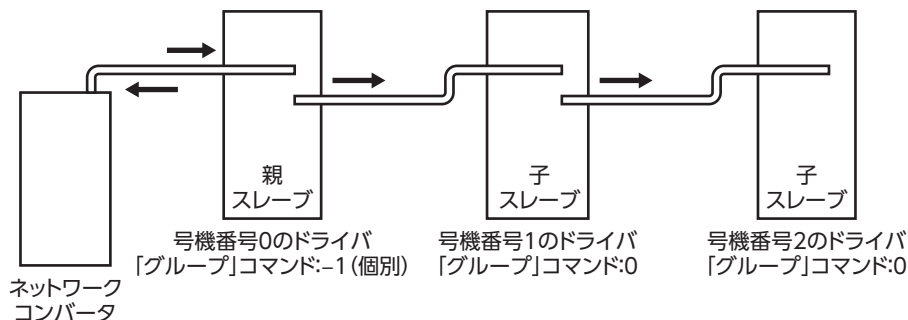 親
スレーブ
子
スレーブ
子
スレーブ
号機番号0のドライバ
「グループ」コマンド:–1(個別)
号機番号1のドライバ
「グループ」コマンド:0
号機番号2のドライバ
「グループ」コマンド:0
ネットワーク
コンバータ